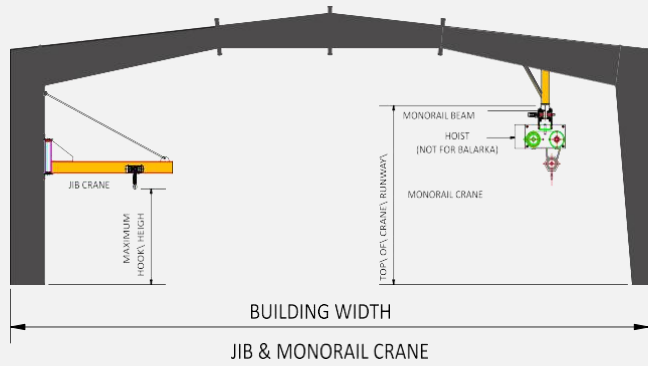 MONORAIL BEAM
HOIST
(NOT FOR BALARKA)
JIB CRANE
MONORAIL CRANE
MAXIMUM
HOOK\ HEIGH
TOP\ OF\ CRANE\ RUNWAY\
BUILDING WIDTH
JIB & MONORAIL CRANE